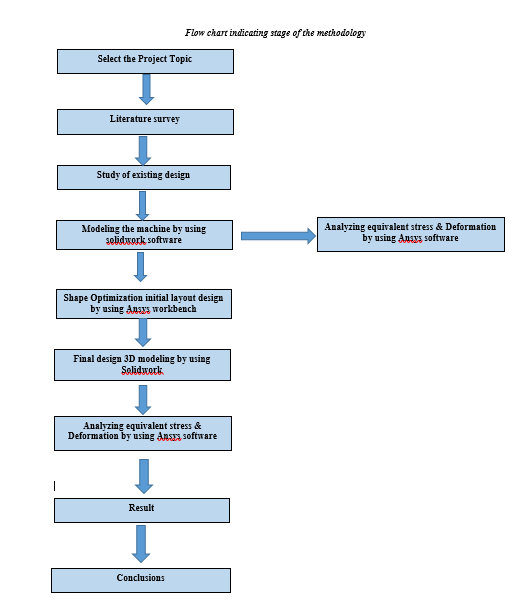 Flow chart indicating stage of the methodology
Select the Project Topic
Literature survey
Study of existing design
Modeling the machine by using
solidwork software
Analyzing equivalent stress & Deformation
by using Ansys software
Shape Optimization initial layout design
by using Ansys workbench
Final design 3D modeling by using
Solidwork
Analyzing equivalent stress &
Deformation by using Ansys software
Result
Conclusions